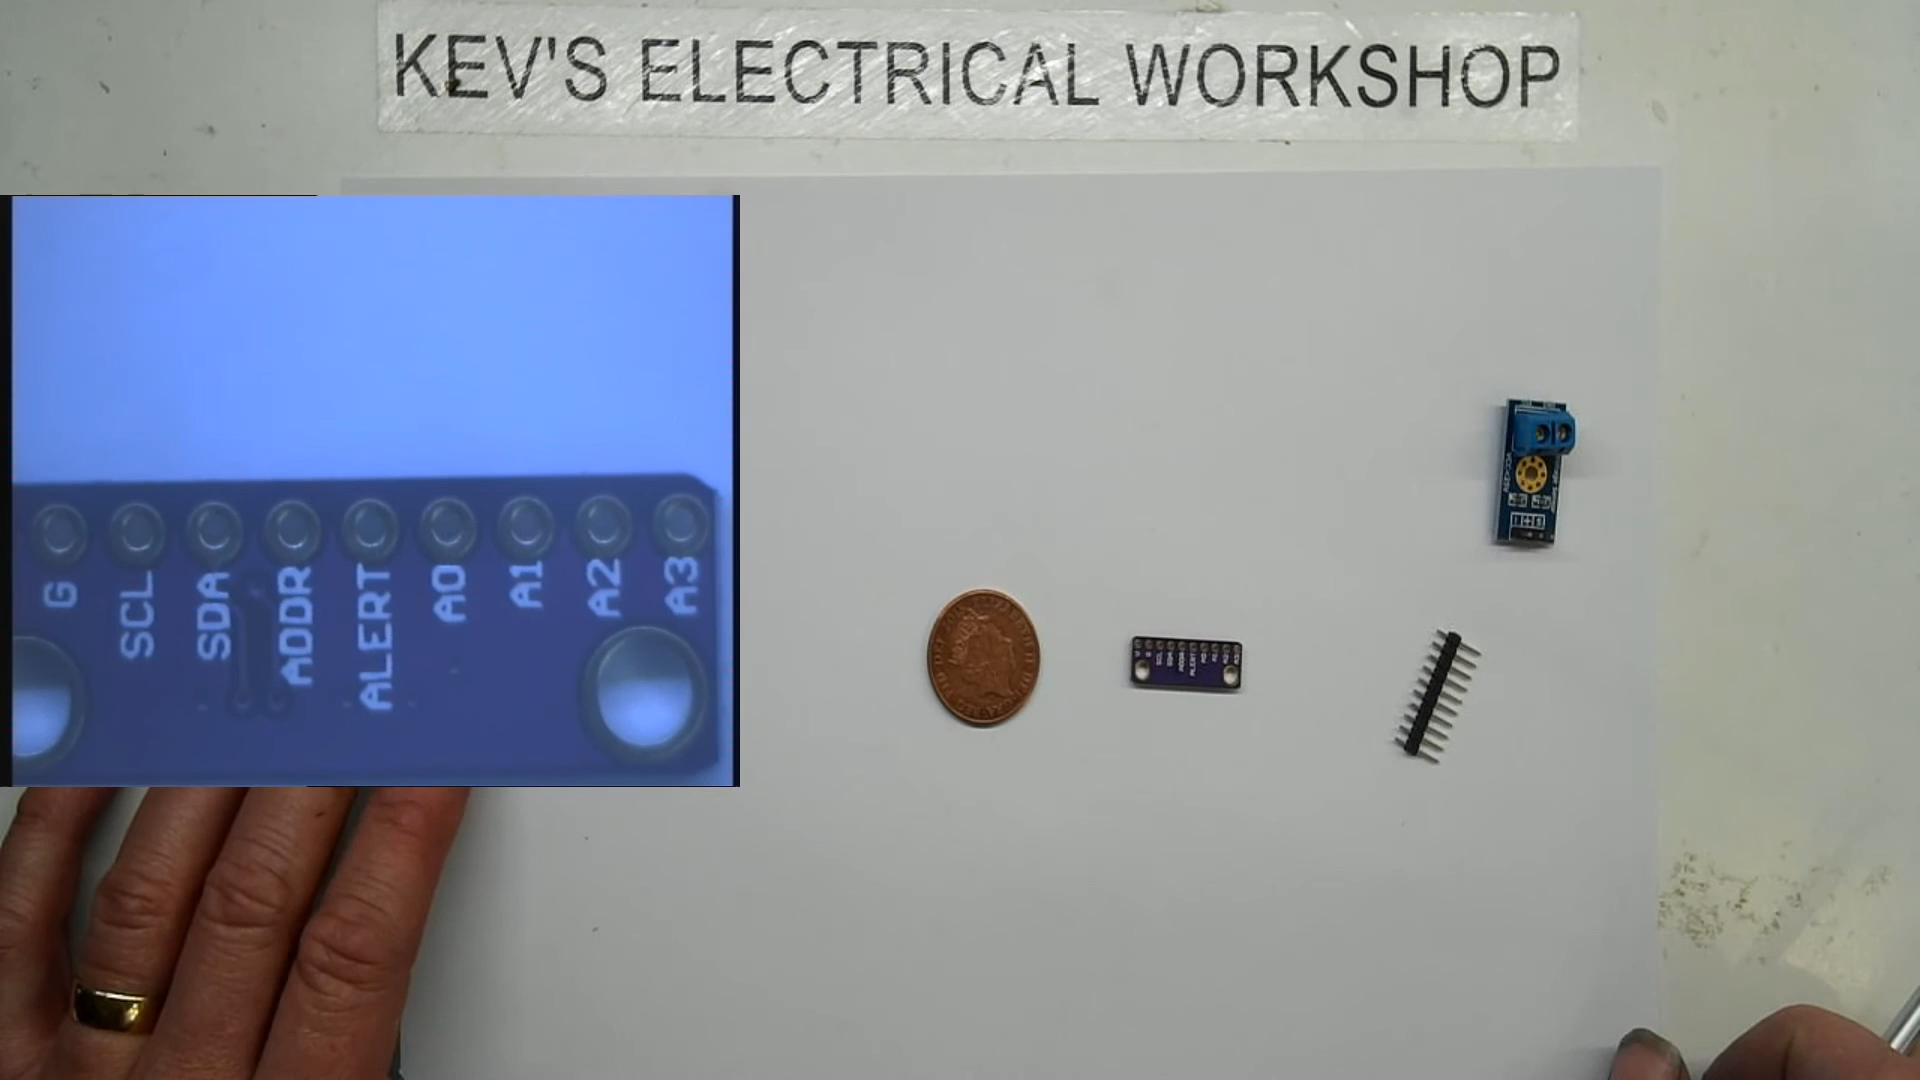 KEV'S ELECTRICAL WORKSHOP
G
SCL
SDA
ADDR
ALERT
A0
A1
A2
A3